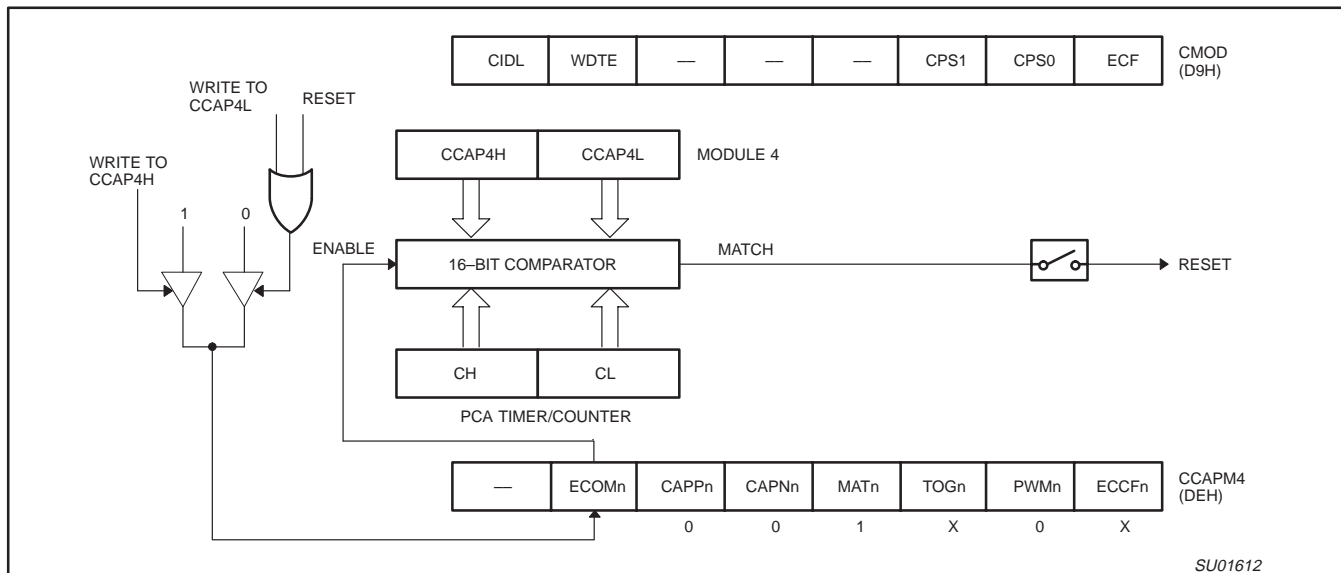 CIDL WDTE — — — CPS1 CPS0 ECF
CMOD
(D9H)
WRITE TO
CCAP4L
RESET
CCAP4H CCAP4L
MODULE 4
WRITE TO
CCAP4H
1 0
ENABLE
16–BIT COMPARATOR
MATCH
RESET
CH CL
PCA TIMER/COUNTER
— ECOMn CAPPn CAPNn MATn TOGn PWMn ECCFn
CCAPM4
(DEH)
0 0 1 X 0 X
SU01612